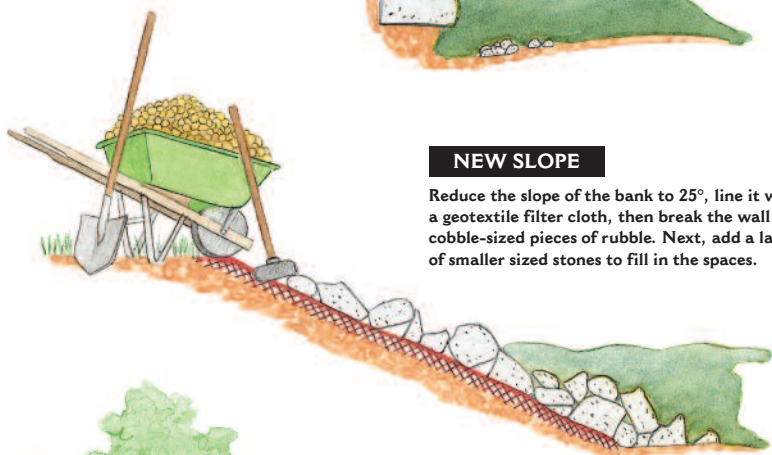 NEW SLOPE
Reduce the slope of the bank to 25°, line it
a geotextile filter cloth, then break the wall
cobble-sized pieces of rubble. Next, add a
of smaller sized stones to fill in the spaces.